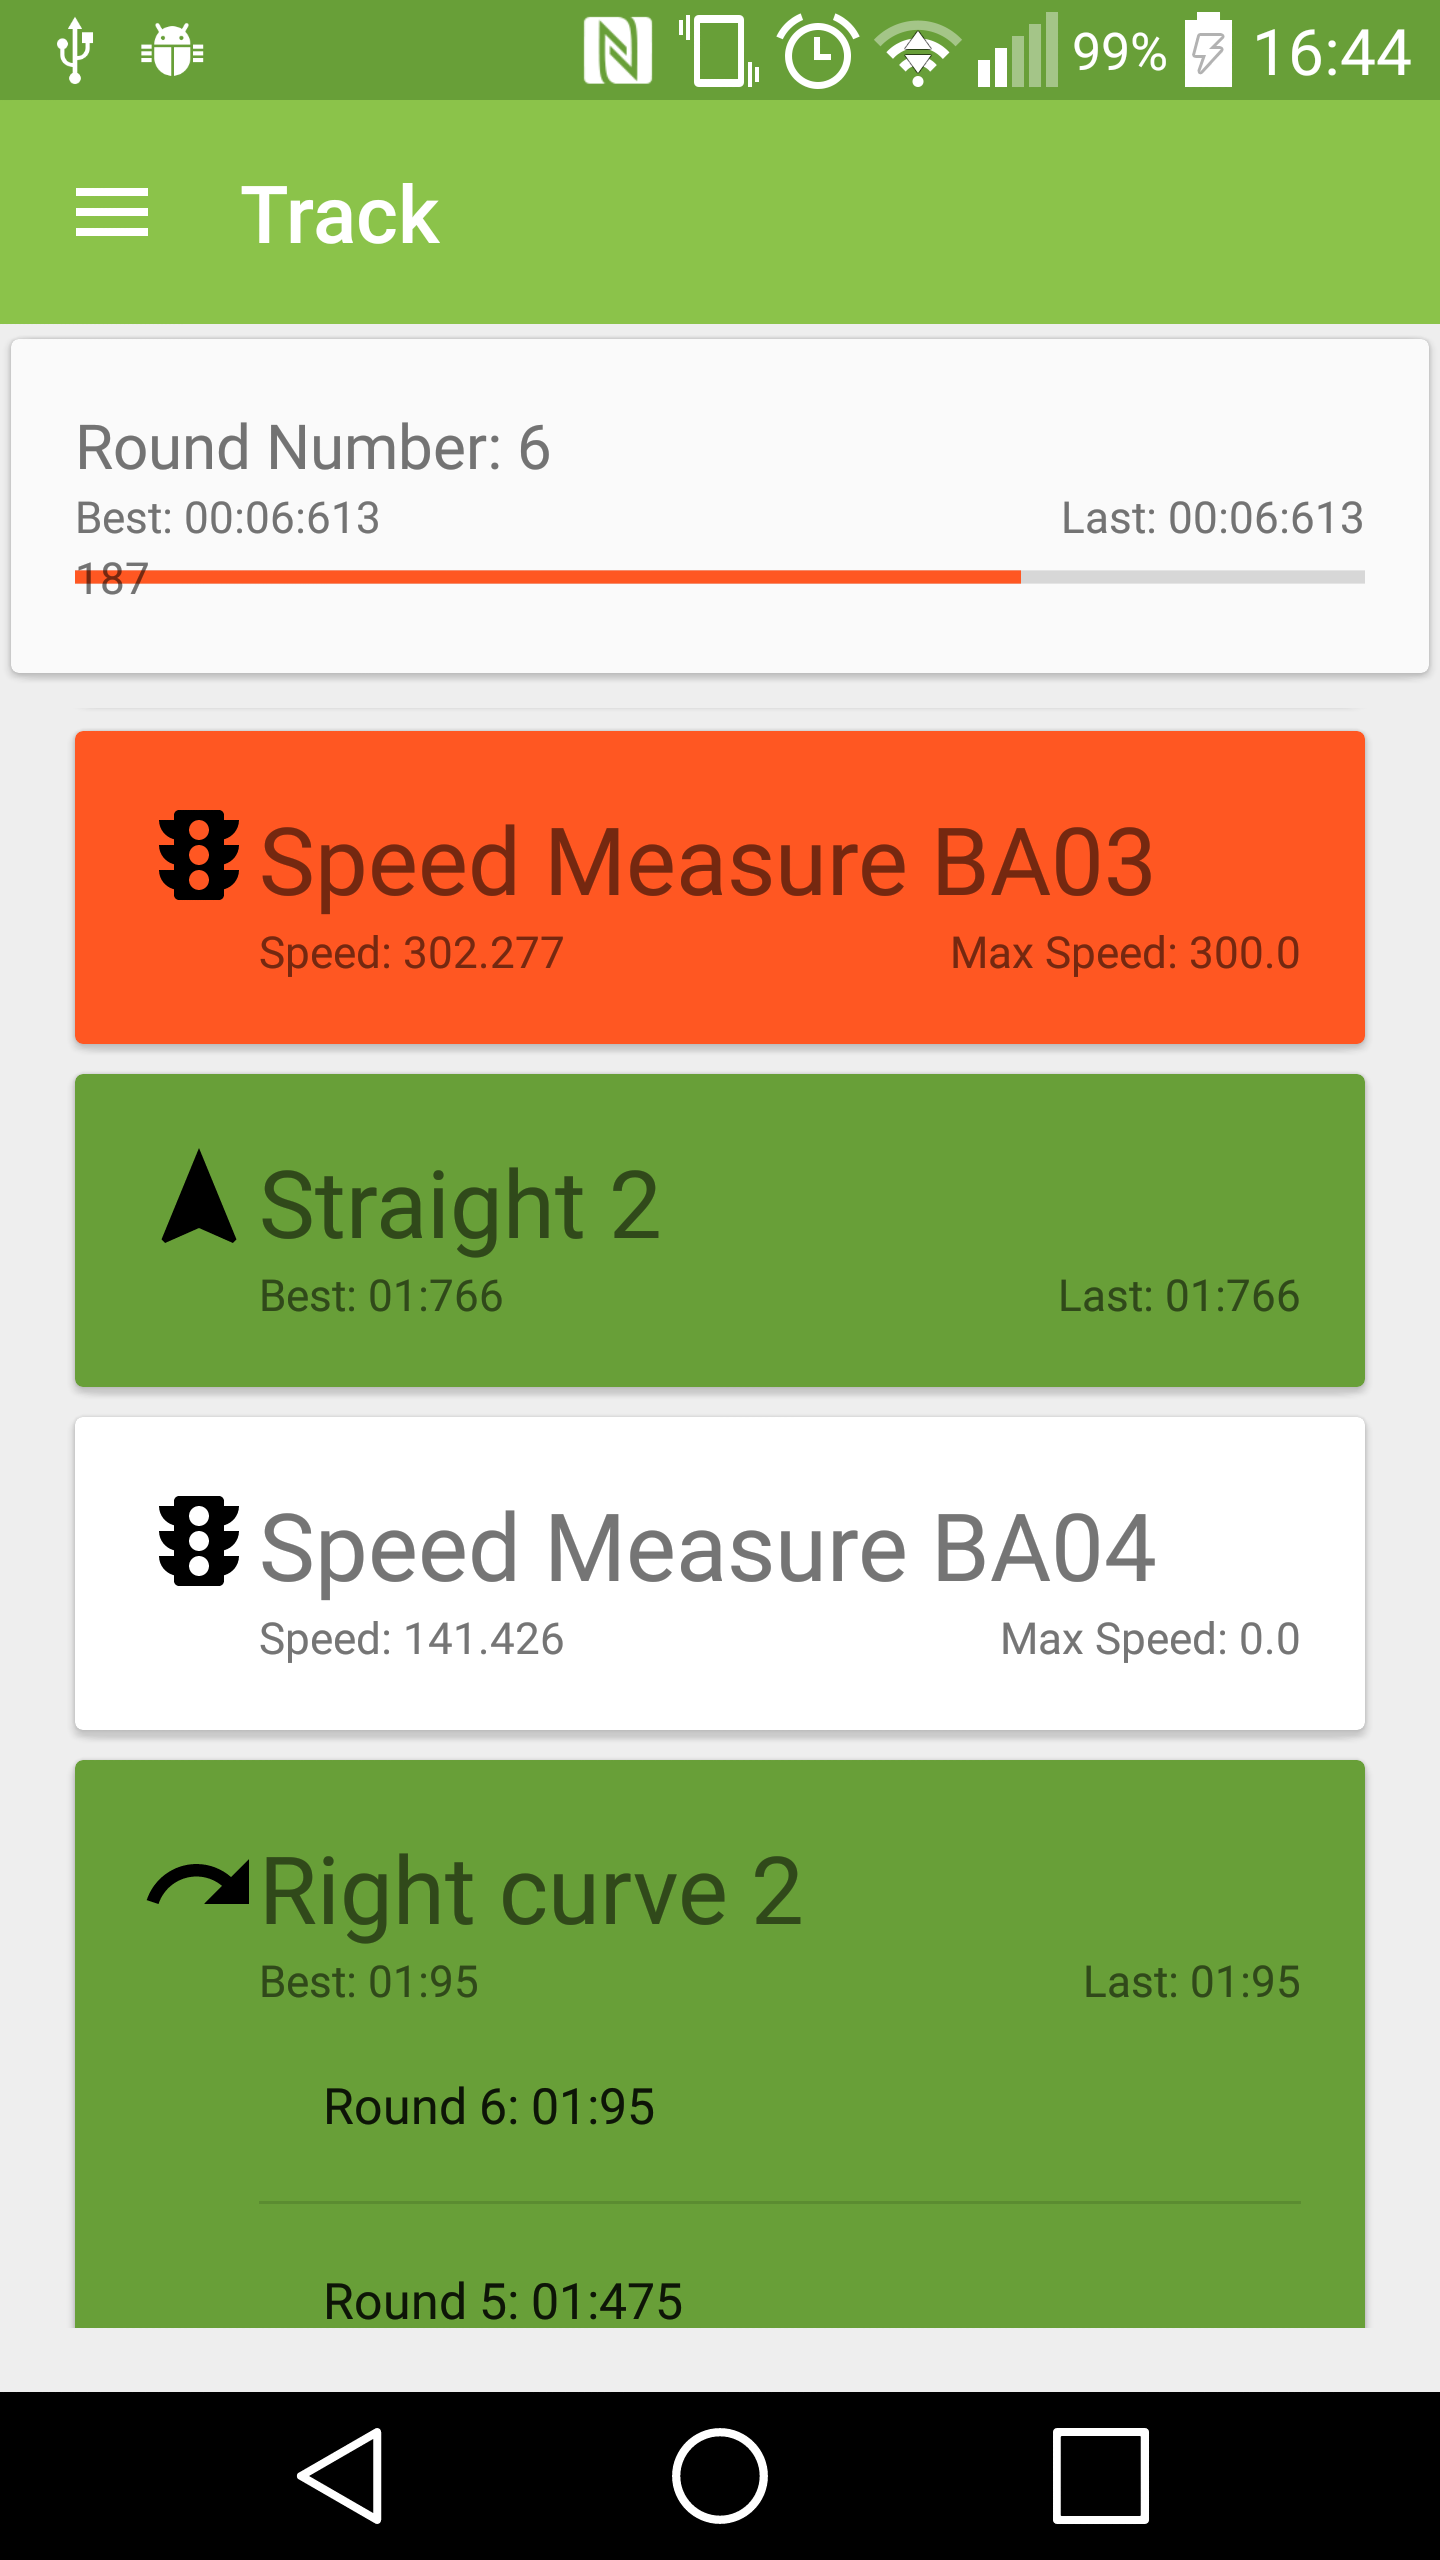 99% 16:44
Track
Round Number: 6
Best: 00:06:613 Last: 00:06:613
187
Speed Measure BA03
Speed: 302.277 Max Speed: 300.0
Straight 2
Best: 01:766 Last: 01:766
Speed Measure BA04
Speed: 141.426 Max Speed: 0.0
Right curve 2
Best: 01:95 Last: 01:95
Round 6: 01:95
Round 5: 01:475